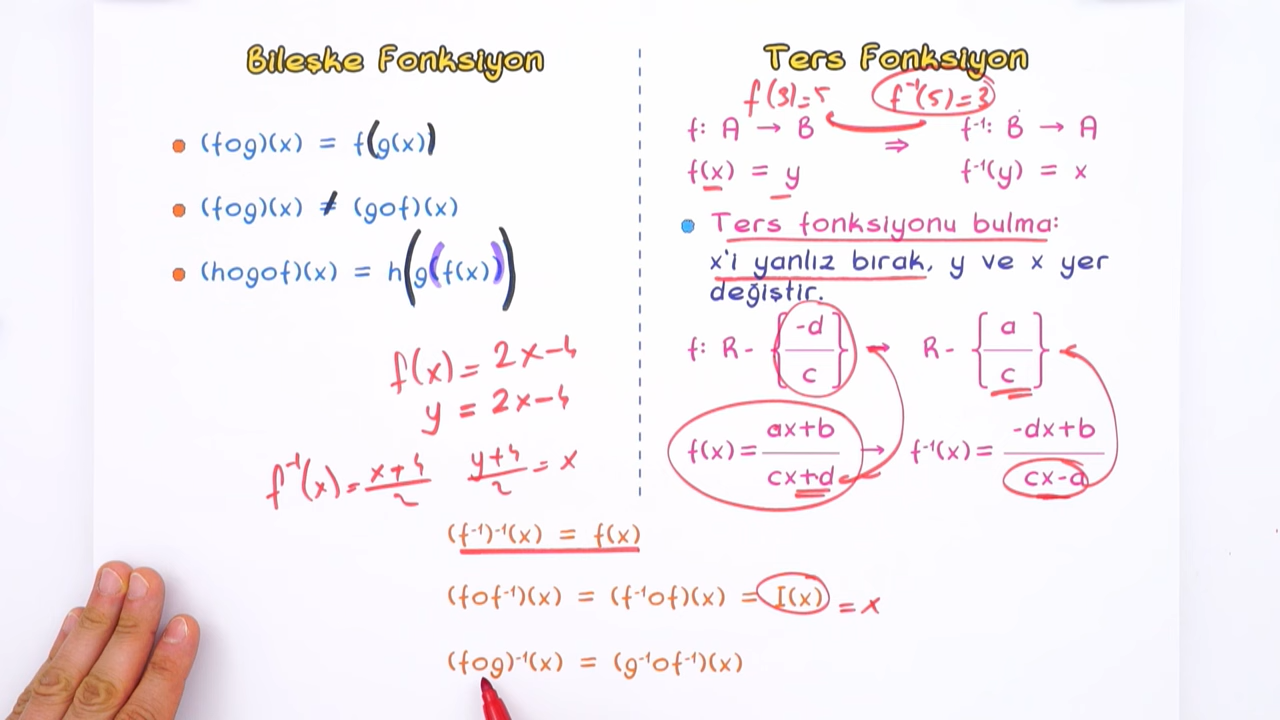 Bileşke Fonksiyon
(fog)(x) = f(g(x))
(fog)(x) ≠ (gof)(x)
(hogof)(x) = h(g(f(x)))
f(x) = 2x-4
y = 2x-4
y+4/2 = x
f⁻¹(x) = x+4/2
Ters Fonksiyon
f(3)=5 f⁻¹(5)=3
f: A → B ⇒ f⁻¹: B → A
f(x) = y f⁻¹(y) = x
Ters fonksiyonu bulma:
x'i yanlız bırak, y ve x yer
değiştir.
f: R - {-d/c} → R - {a/c}
f(x) = ax+b/cx+d → f⁻¹(x) = -dx+b/cx-a
(f⁻¹)⁻¹(x) = f(x)
(fof⁻¹)(x) = (f⁻¹of)(x) = I(x) = x
(fog)⁻¹(x) = (g⁻¹of⁻¹)(x)